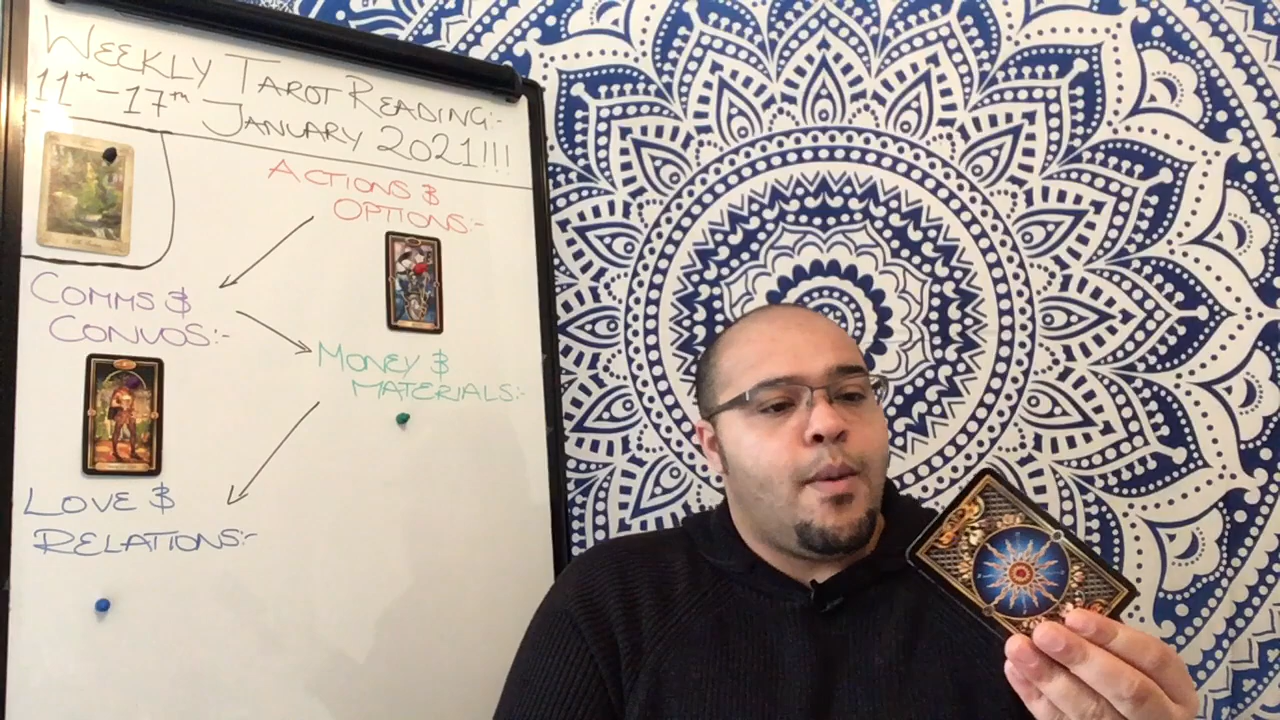 WEEKLY TAROT READING:-
11th - 17th JANUARY 2021!!!
ACTIONS &
OPTIONS:-
COMMS &
CONVOS:-
MONEY &
MATERIALS:-
LOVE &
RELATIONS:-